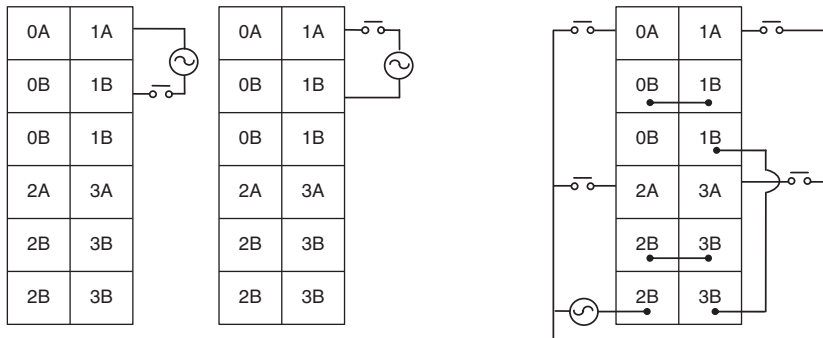 0A 1A 0A 1A 0A 1A
0B 1B 0B 1B 0B 1B
0B 1B 0B 1B 0B 1B
2A 3A 2A 3A 2A 3A
2B 3B 2B 3B 2B 3B
2B 3B 2B 3B 2B 3B